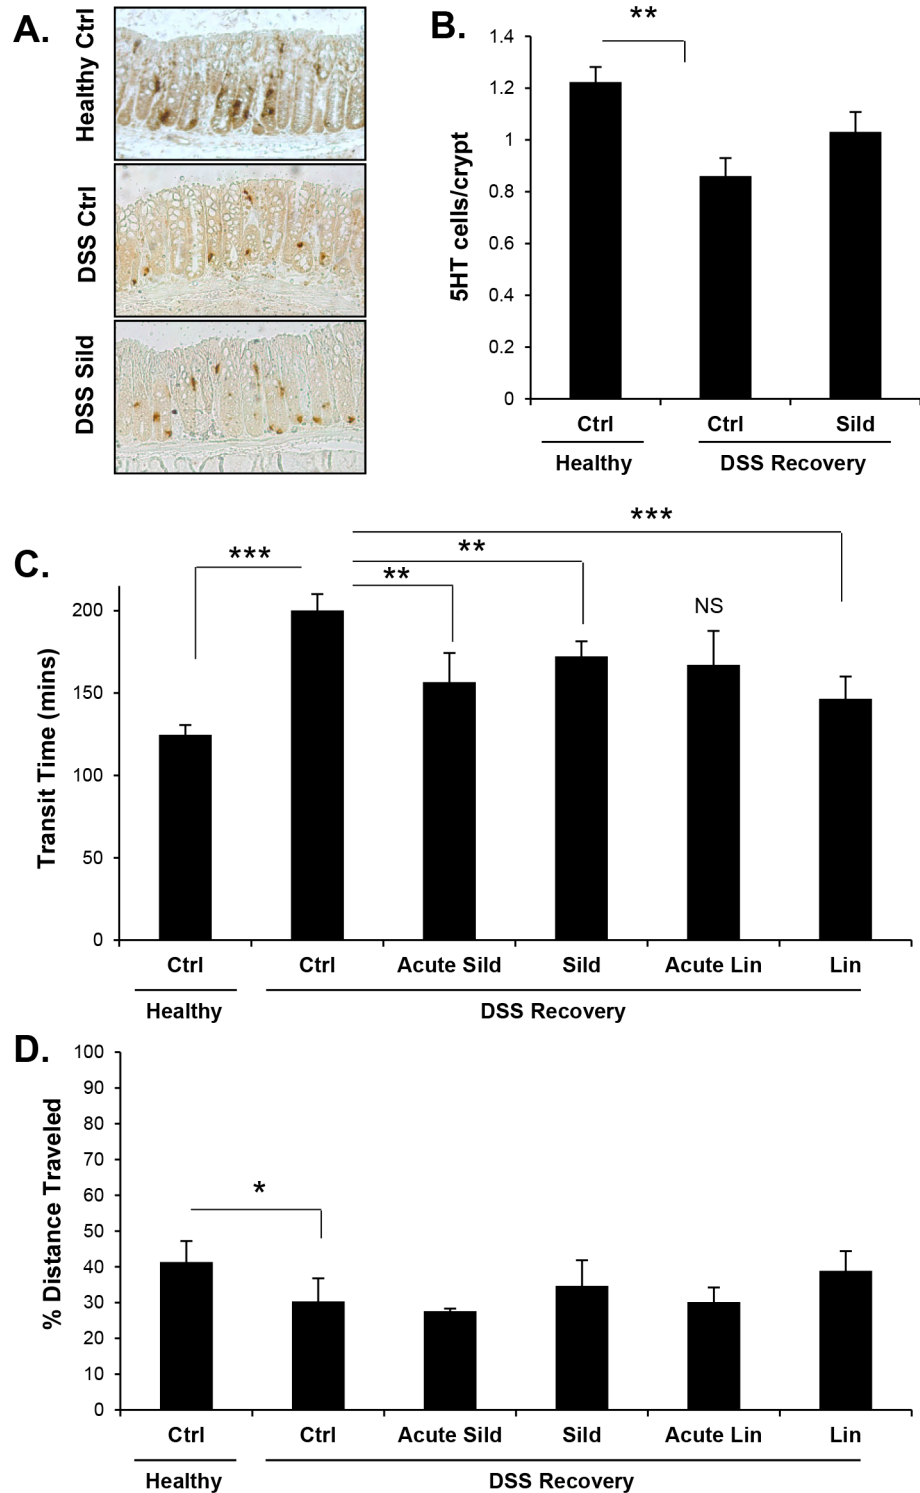 A.
Healthy Ctrl
DSS Ctrl
DSS Sild
B.
**
5HT cells/crypt
1.4
1.2
1
0.8
0.6
0.4
0.2
0
Ctrl Ctrl Sild
Healthy DSS Recovery
C.
***
**
***
**
NS
Transit Time (mins)
200
150
100
50
0
Ctrl Ctrl Acute Sild Sild Acute Lin Lin
Healthy DSS Recovery
D.
*
% Distance Traveled
100
90
80
70
60
50
40
30
20
10
0
Ctrl Ctrl Acute Sild Sild Acute Lin Lin
Healthy DSS Recovery